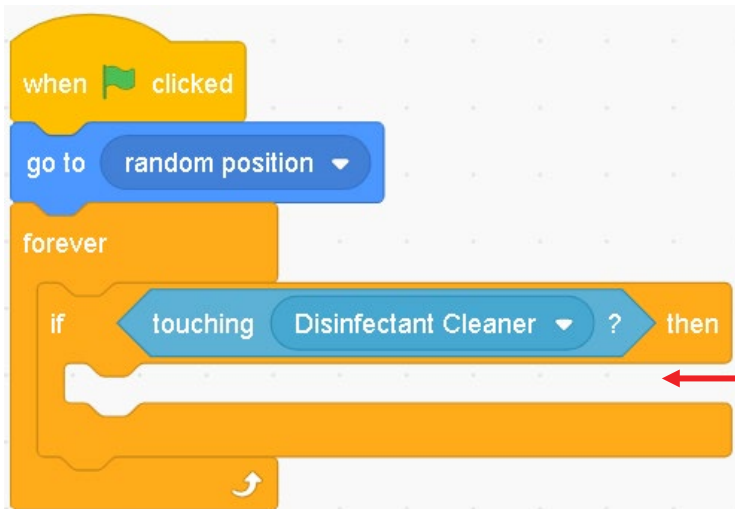 when clicked
go to random position
forever
if touching Disinfectant Cleaner ? then